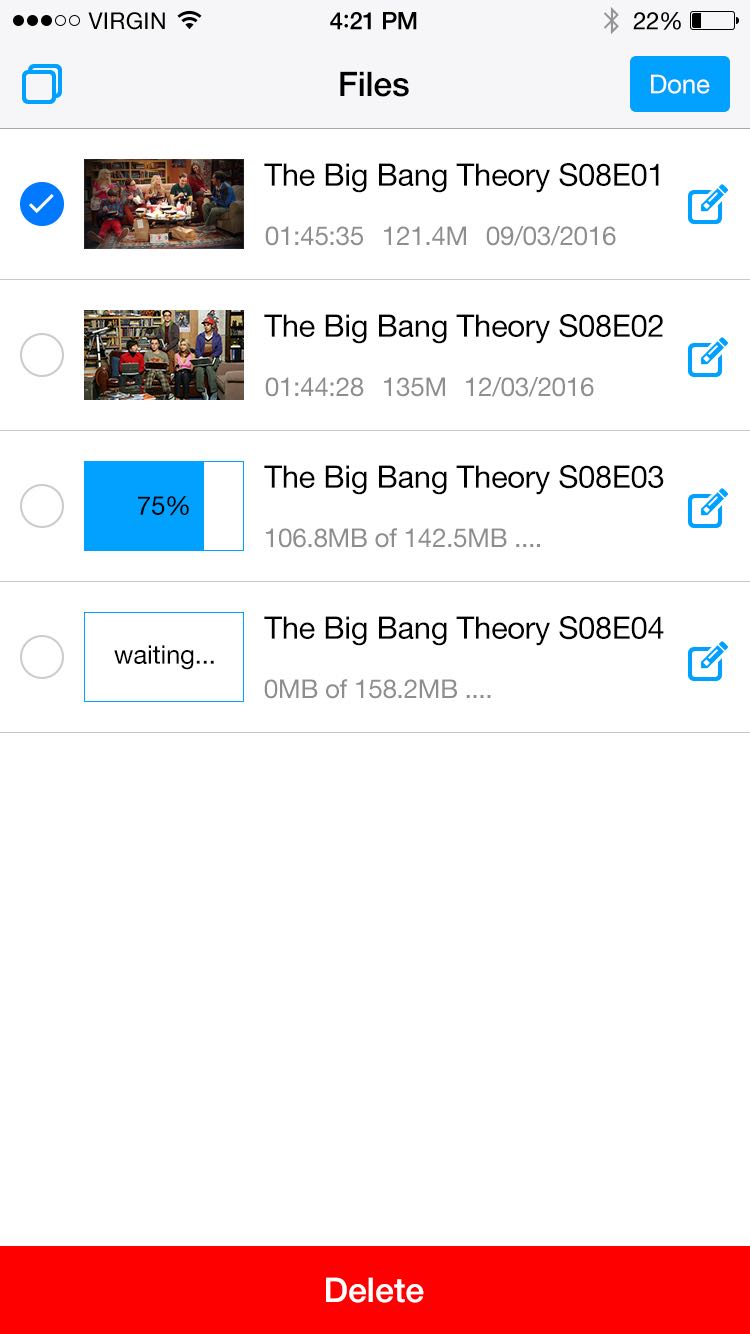 VIRGIN 4:21 PM 22%
Files Done
The Big Bang Theory S08E01
01:45:35 121.4M 09/03/2016
The Big Bang Theory S08E02
01:44:28 135M 12/03/2016
The Big Bang Theory S08E03
75%
106.8MB of 142.5MB ....
The Big Bang Theory S08E04
waiting...
0MB of 158.2MB ....
Delete